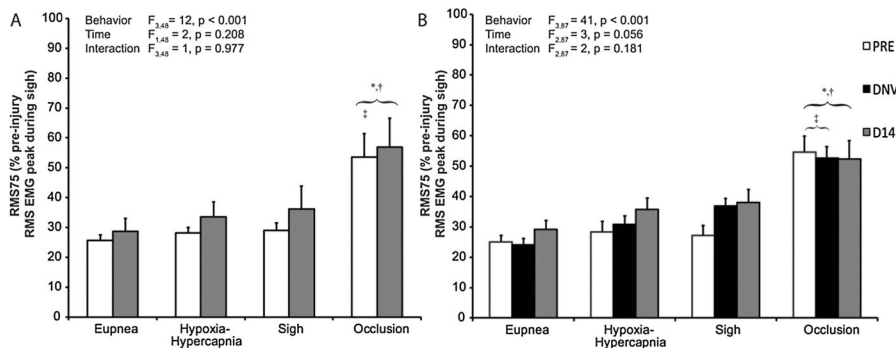 A
Behavior F3,48 = 12, p < 0.001
Time F1,48 = 2, p = 0.208
Interaction F3,48 = 1, p = 0.977
RMS75 (% pre-injury
RMS EMG peak during sigh)
100
90
80
70
60
50
40
30
20
10
0
*,†
‡
Eupnea
Hypoxia-
Hypercapnia
Sigh
Occlusion
B
Behavior F3,87 = 41, p < 0.001
Time F2,87 = 3, p = 0.056
Interaction F2,87 = 2, p = 0.181
RMS75 (% pre-injury
RMS EMG peak during sigh)
100
90
80
70
60
50
40
30
20
10
0
*,†
‡
Eupnea
Hypoxia-
Hypercapnia
Sigh
Occlusion
PRE
DNV
D14